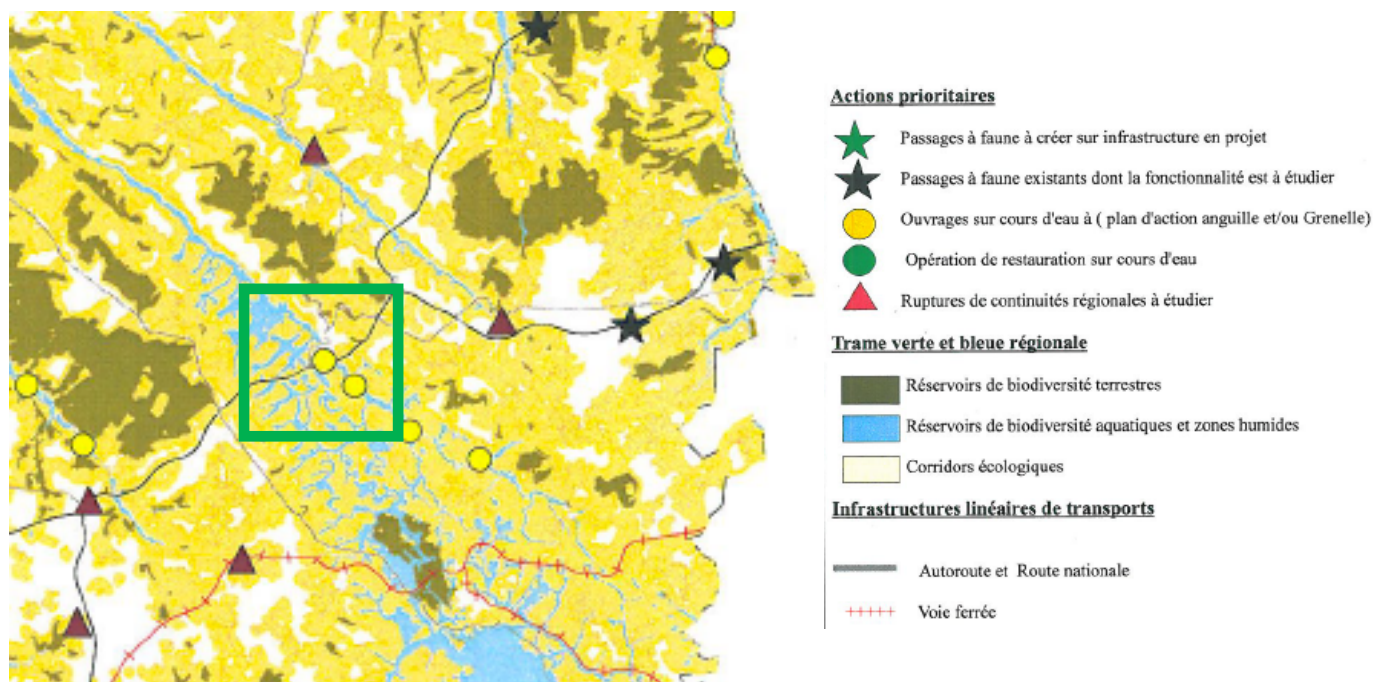 Actions prioritaires
Passages à faune à créer sur infrastructure en projet
Passages à faune existants dont la fonctionnalité est à étudier
Ouvrages sur cours d'eau à ( plan d'action anguille et/ou Grenelle)
Opération de restauration sur cours d'eau
Ruptures de continuités régionales à étudier
Trame verte et bleue régionale
Réservoirs de biodiversité terrestres
Réservoirs de biodiversité aquatiques et zones humides
Corridors écologiques
Infrastructures linéaires de transports
Autoroute et Route nationale
Voie ferrée